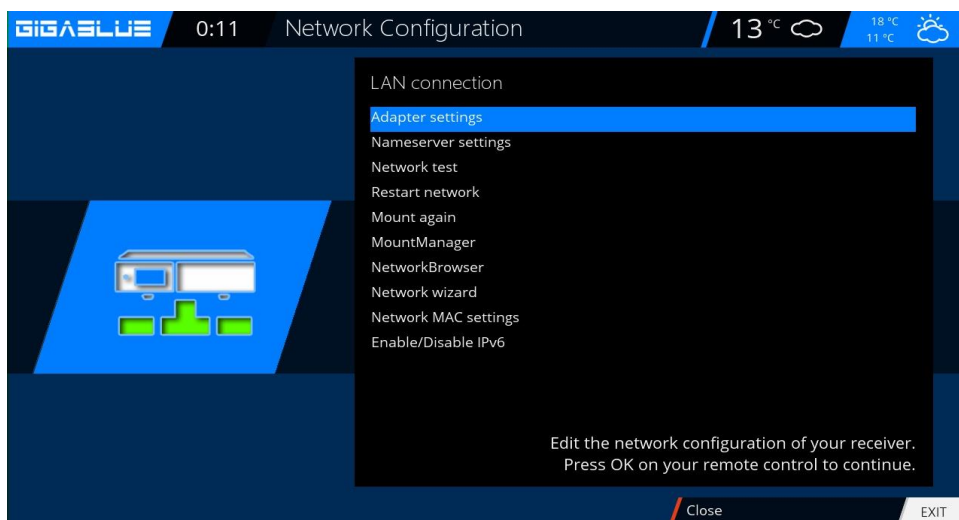 GIGABLUE 0:11 Network Configuration 13 °C 18 °C
11 °C
LAN connection
Adapter settings
Nameserver settings
Network test
Restart network
Mount again
MountManager
NetworkBrowser
Network wizard
Network MAC settings
Enable/Disable IPv6
Edit the network configuration of your receiver.
Press OK on your remote control to continue.
Close EXIT